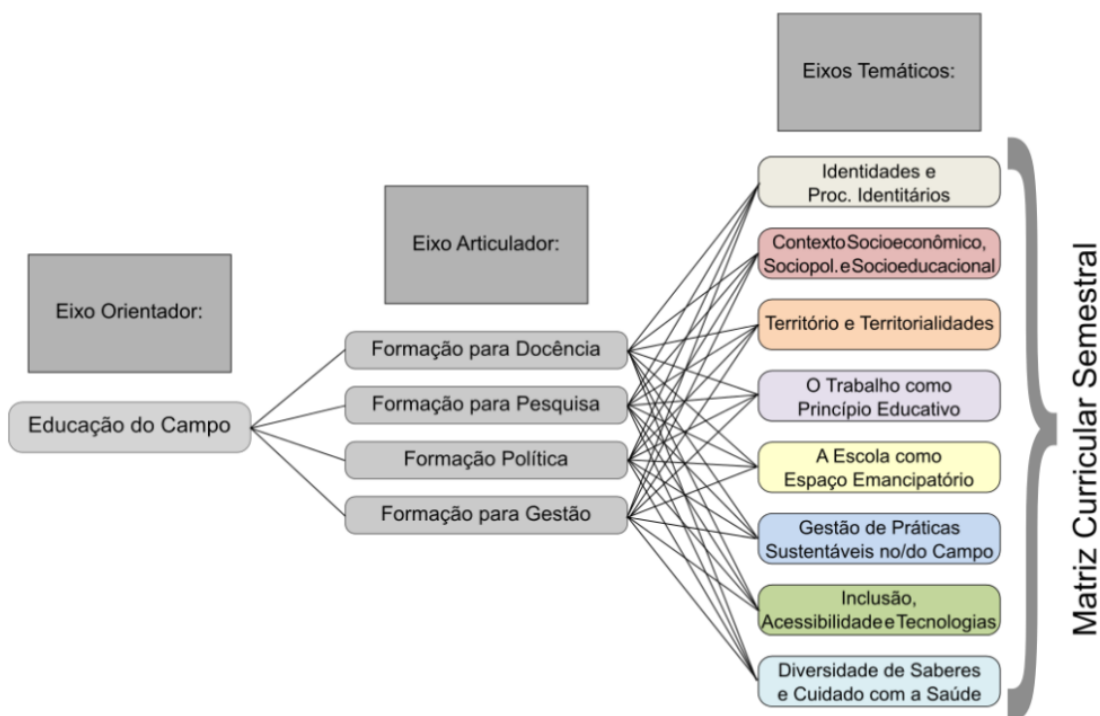 Eixo Orientador:
Educação do Campo
Eixo Articulador:
Formação para Docência
Formação para Pesquisa
Formação Política
Formação para Gestão
Eixos Temáticos:
Identidades e
Proc. Identitários
Contexto Socioeconômico,
Sociopol. e Socioeducacional
Território e Territorialidades
O Trabalho como
Princípio Educativo
A Escola como
Espaço Emancipatório
Gestão de Práticas
Sustentáveis no/do Campo
Inclusão,
Acessibilidade e Tecnologias
Diversidade de Saberes
e Cuidado com a Saúde
Matriz Curricular Semestral